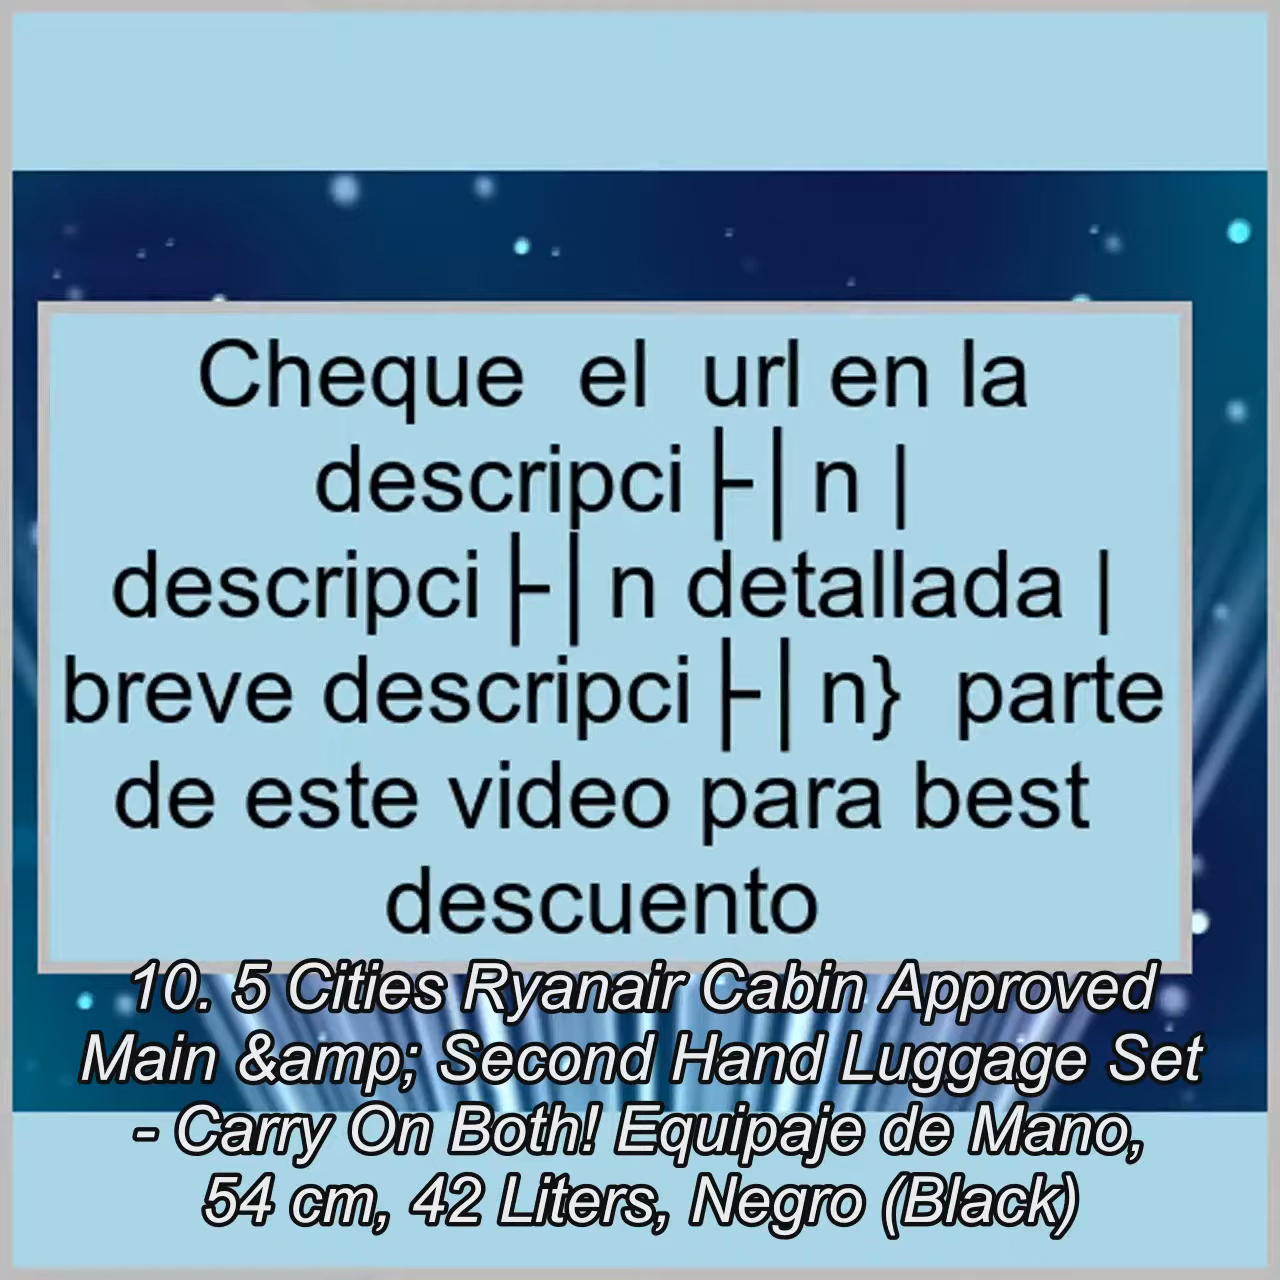 Cheque el url en la
descripci├│n |
descripci├│n detallada |
breve descripci├│n} parte
de este video para best
descuento
10. 5 Cities Ryanair Cabin Approved
Main &amp; Second Hand Luggage Set
- Carry On Both! Equipaje de Mano,
54 cm, 42 Liters, Negro (Black)